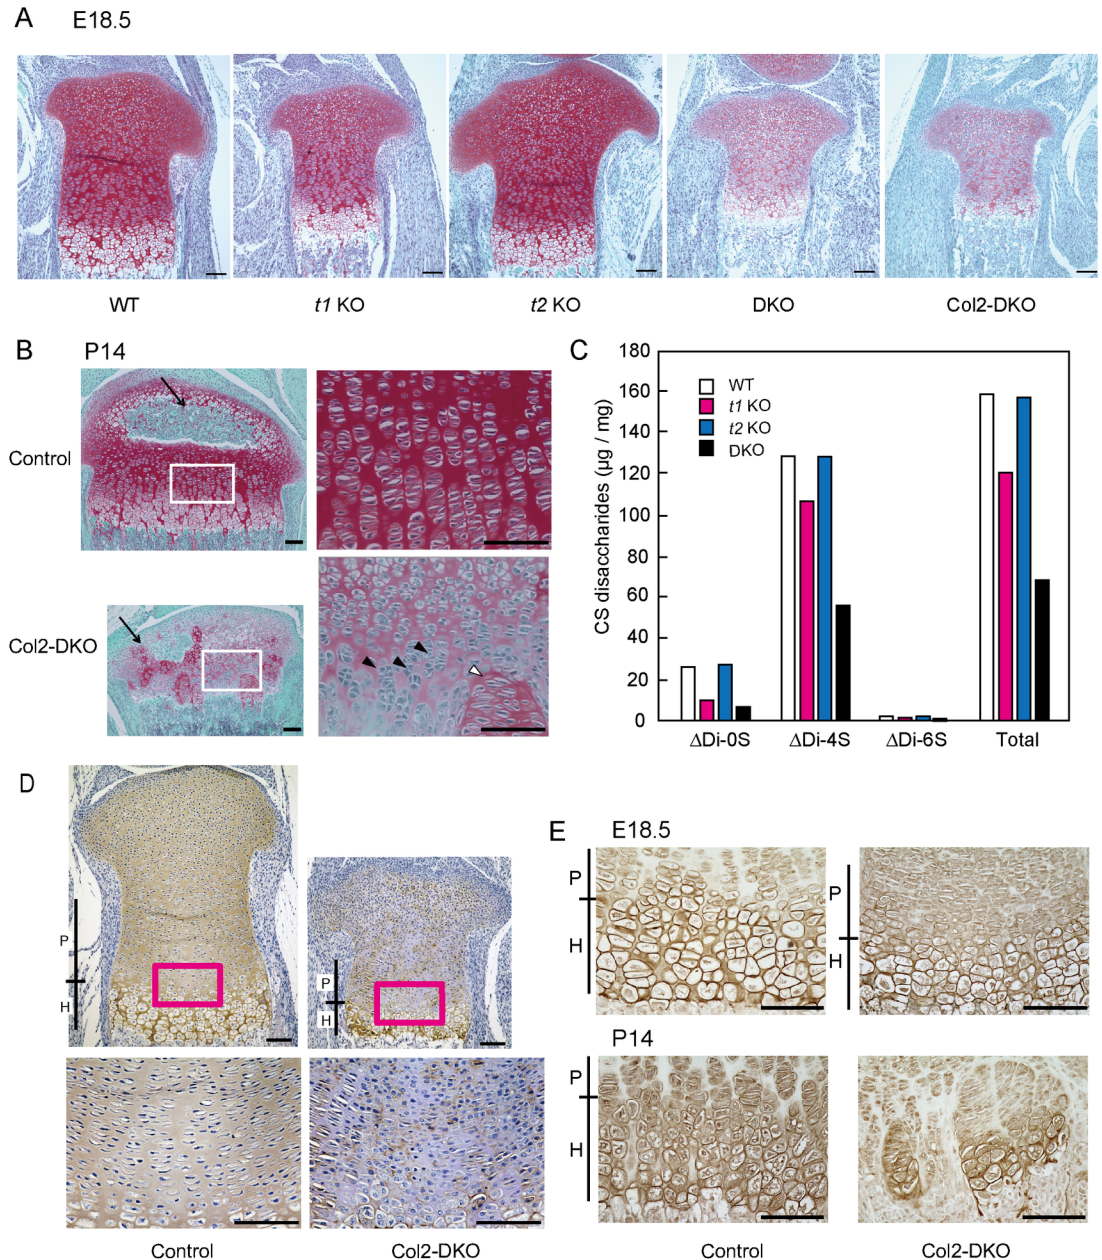 A E18.5
WT
t1 KO
t2 KO
DKO
Col2-DKO
B P14
Control
Col2-DKO
C
180
160
140
120
100
80
60
40
20
0
CS disaccharides (µg / mg)
WT
t1 KO
t2 KO
DKO
ΔDi-0S
ΔDi-4S
ΔDi-6S
Total
D
P
H
P
H
Control
Col2-DKO
E E18.5
P
H
P
H
P14
P
H
Control
Col2-DKO